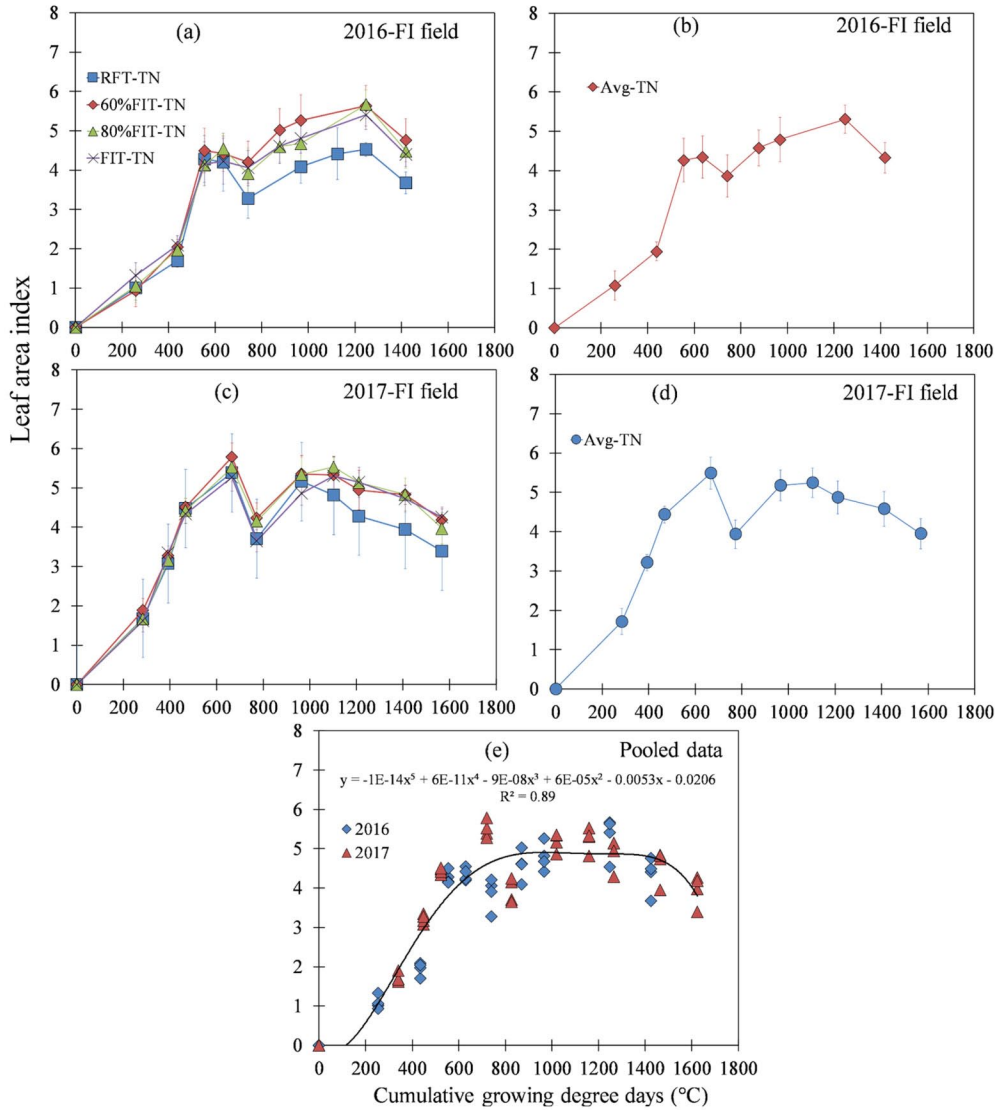 (a) 2016-FI field
RFT-TN
60%FIT-TN
80%FIT-TN
FIT-TN
8
7
6
5
4
3
2
1
0
0 200 400 600 800 1000 1200 1400 1600 1800
(b) 2016-FI field
Avg-TN
8
7
6
5
4
3
2
1
0
0 200 400 600 800 1000 1200 1400 1600 1800
Leaf area index
(c) 2017-FI field
8
7
6
5
4
3
2
1
0
0 200 400 600 800 1000 1200 1400 1600 1800
(d) 2017-FI field
Avg-TN
8
7
6
5
4
3
2
1
0
0 200 400 600 800 1000 1200 1400 1600 1800
(e) Pooled data
y = -1E-14x⁵ + 6E-11x⁴ - 9E-08x³ + 6E-05x² - 0.0053x - 0.0206
R² = 0.89
2016
2017
8
7
6
5
4
3
2
1
0
0 200 400 600 800 1000 1200 1400 1600 1800
Cumulative growing degree days (°C)